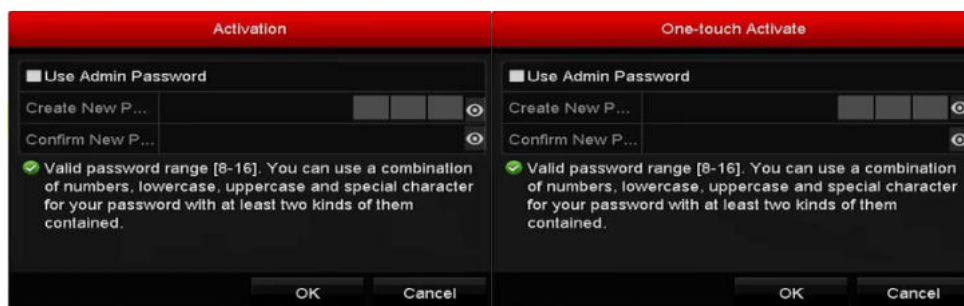 Activation
Use Admin Password
Create New P...
Confirm New P...
Valid password range [8-16]. You can use a combination
of numbers, lowercase, uppercase and special character
for your password with at least two kinds of them
contained.
OK
Cancel
One-touch Activate
Use Admin Password
Create New P...
Confirm New P...
Valid password range [8-16]. You can use a combination
of numbers, lowercase, uppercase and special character
for your password with at least two kinds of them
contained.
OK
Cancel